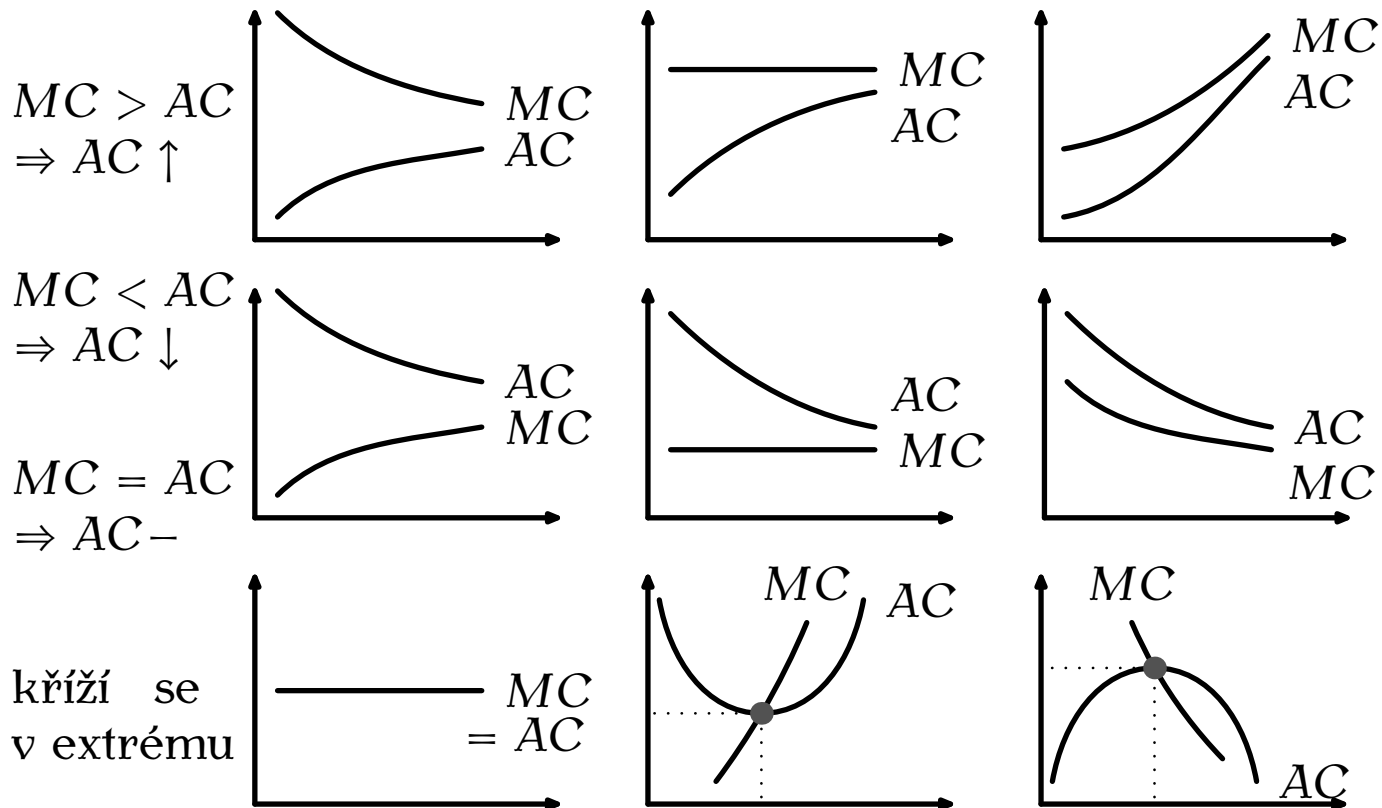 MC > AC
⇒ AC ↑
MC
AC
MC
AC
MC
AC
MC < AC
⇒ AC ↓
AC
MC
AC
MC
AC
MC
MC = AC
⇒ AC –
kříží se
v extrému
MC
= AC
MC
AC
MC
AC